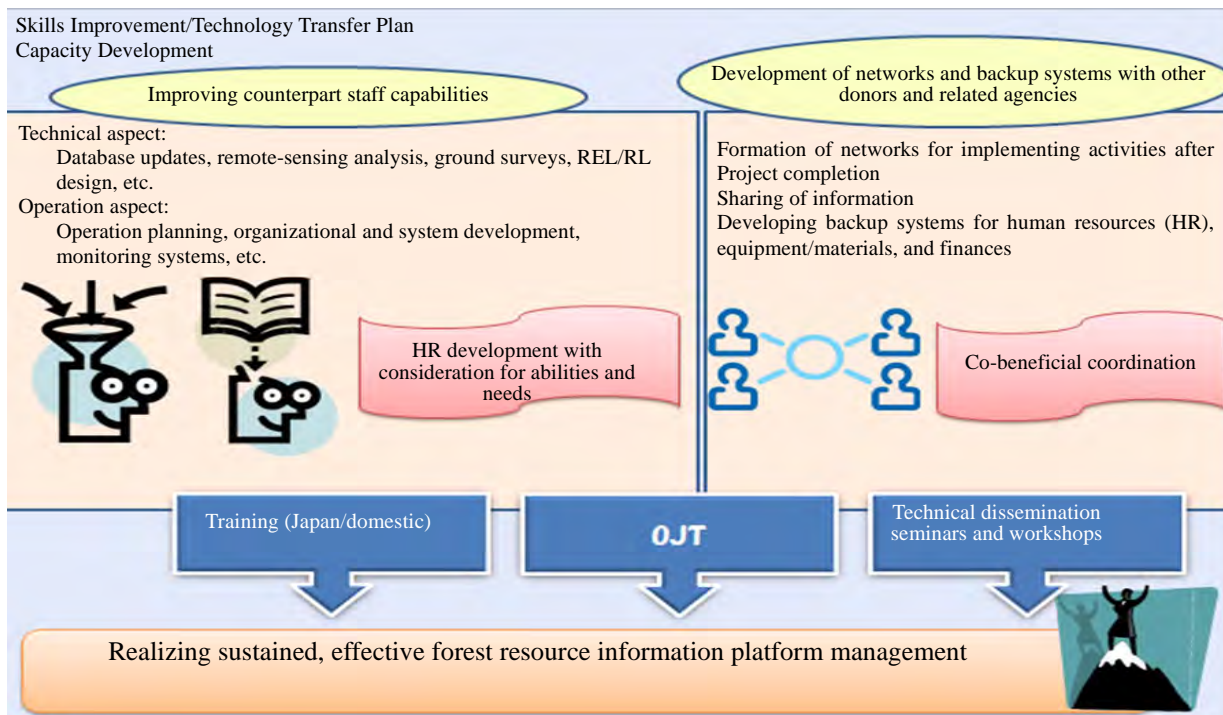 Skills Improvement/Technology Transfer Plan
Capacity Development
Improving counterpart staff capabilities
Technical aspect:
Database updates, remote-sensing analysis, ground surveys, REL/RL
design, etc.
Operation aspect:
Operation planning, organizational and system development,
monitoring systems, etc.
HR development with
consideration for abilities and
needs
Development of networks and backup systems with other
donors and related agencies
Formation of networks for implementing activities after
Project completion
Sharing of information
Developing backup systems for human resources (HR),
equipment/materials, and finances
Co-beneficial coordination
Training (Japan/domestic)
OJT
Technical dissemination
seminars and workshops
Realizing sustained, effective forest resource information platform management